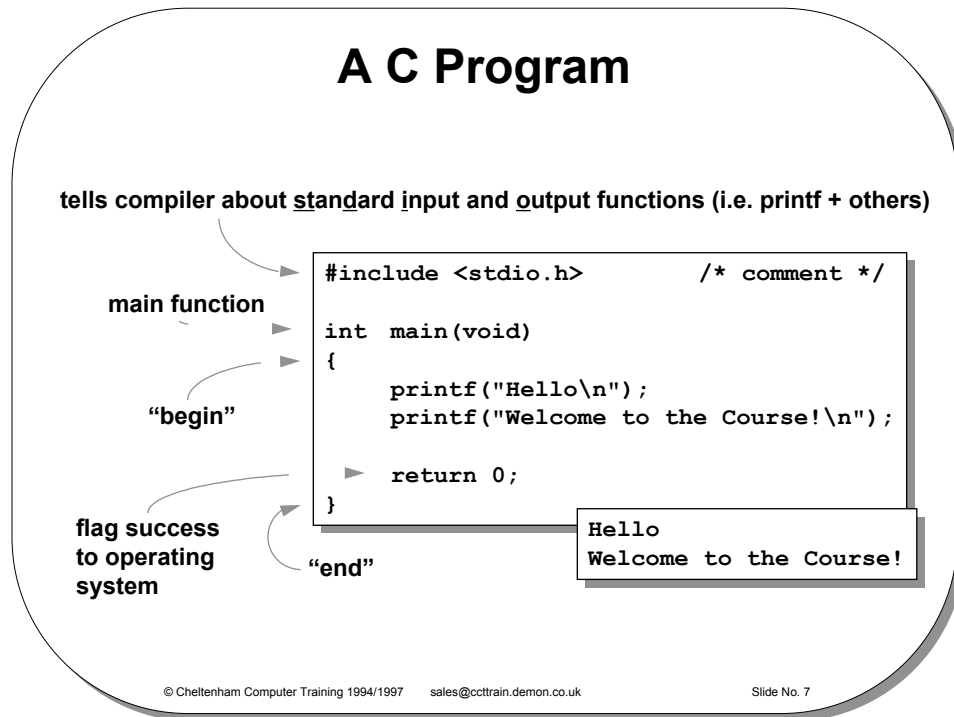 A C Program
tells compiler about standard input and output functions (i.e. printf + others)
#include <stdio.h> /* comment */
main function
int main(void)
{
printf("Hello\n");
“begin”
printf("Welcome to the Course!\n");
return 0;
}
flag success
to operating
system
“end”
Hello
Welcome to the Course!
© Cheltenham Computer Training 1994/1997 sales@ccttrain.demon.co.uk Slide No. 7